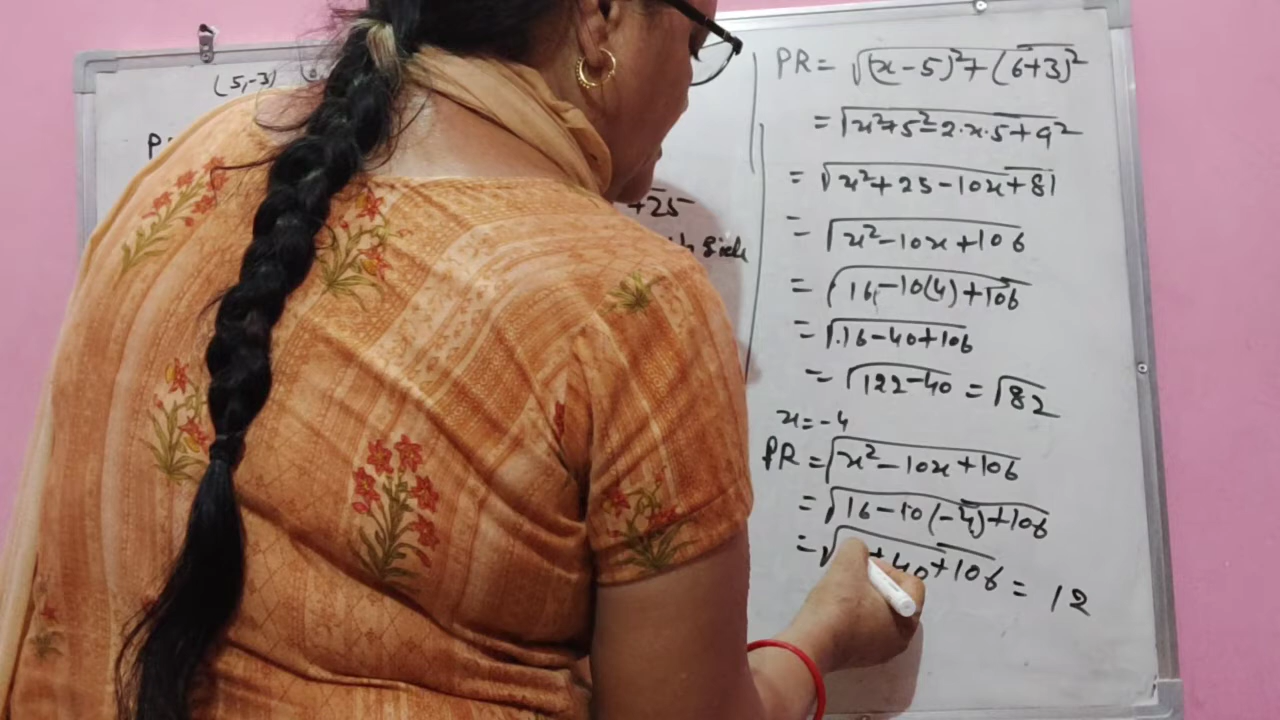 (5,-3)
P
+25
Side
PR = √(x-5)²+(6+3)²
= √x²+5²-2·x·5+9²
= √x²+25-10x+81
= √x²-10x+106
= √16-10(4)+106
= √16-40+106
= √122-40 = √82
x=-4
PR = √x²-10x+106
= √16-10(-4)+106
= √ +40+106 = 12